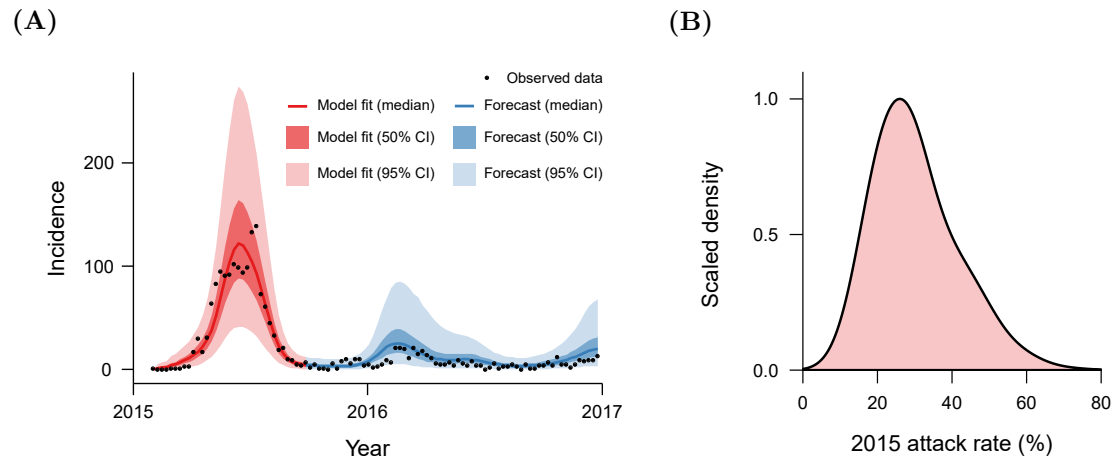 (A)
Observed data
Model fit (median)
Forecast (median)
Model fit (50% CI)
Forecast (50% CI)
Model fit (95% CI)
Forecast (95% CI)
200
100
0
Incidence
2015
2016
2017
Year
(B)
1.0
0.5
0.0
Scaled density
0
20
40
60
80
2015 attack rate (%)